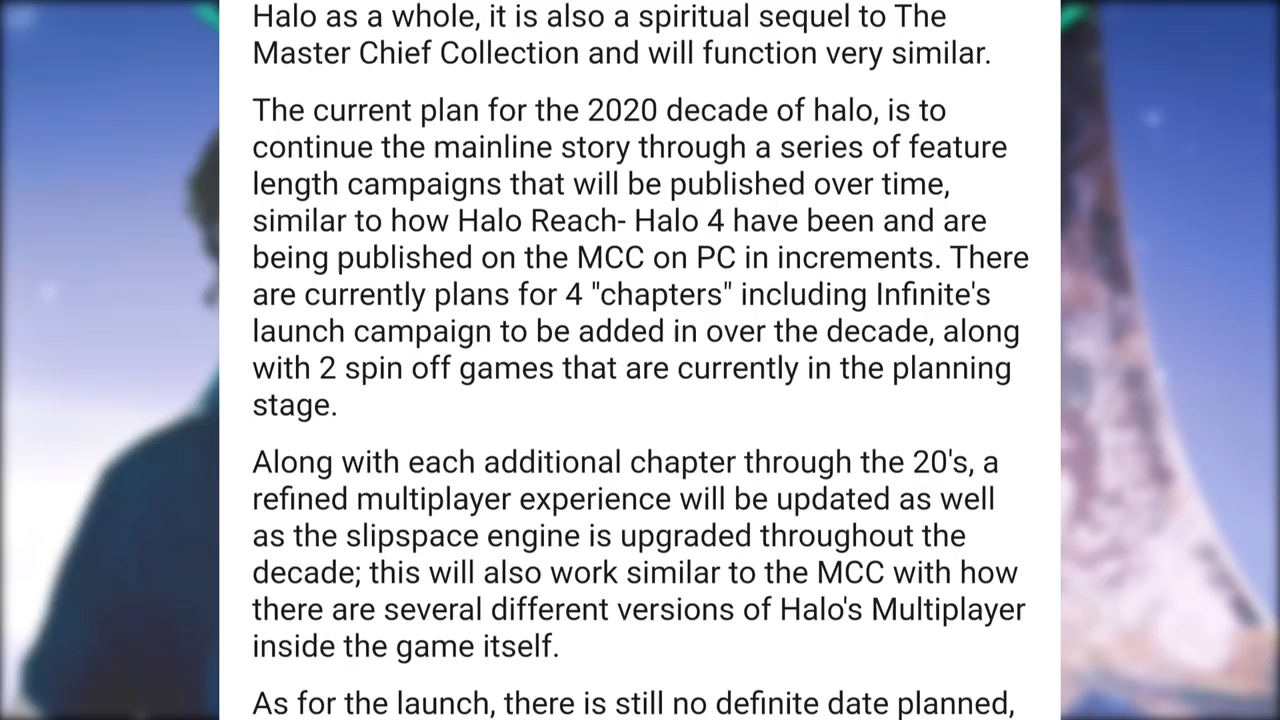 Halo as a whole, it is also a spiritual sequel to The
Master Chief Collection and will function very similar.
The current plan for the 2020 decade of halo, is to
continue the mainline story through a series of feature
length campaigns that will be published over time,
similar to how Halo Reach- Halo 4 have been and are
being published on the MCC on PC in increments. There
are currently plans for 4 "chapters" including Infinite's
launch campaign to be added in over the decade, along
with 2 spin off games that are currently in the planning
stage.
Along with each additional chapter through the 20's, a
refined multiplayer experience will be updated as well
as the slipspace engine is upgraded throughout the
decade; this will also work similar to the MCC with how
there are several different versions of Halo's Multiplayer
inside the game itself.
As for the launch, there is still no definite date planned,